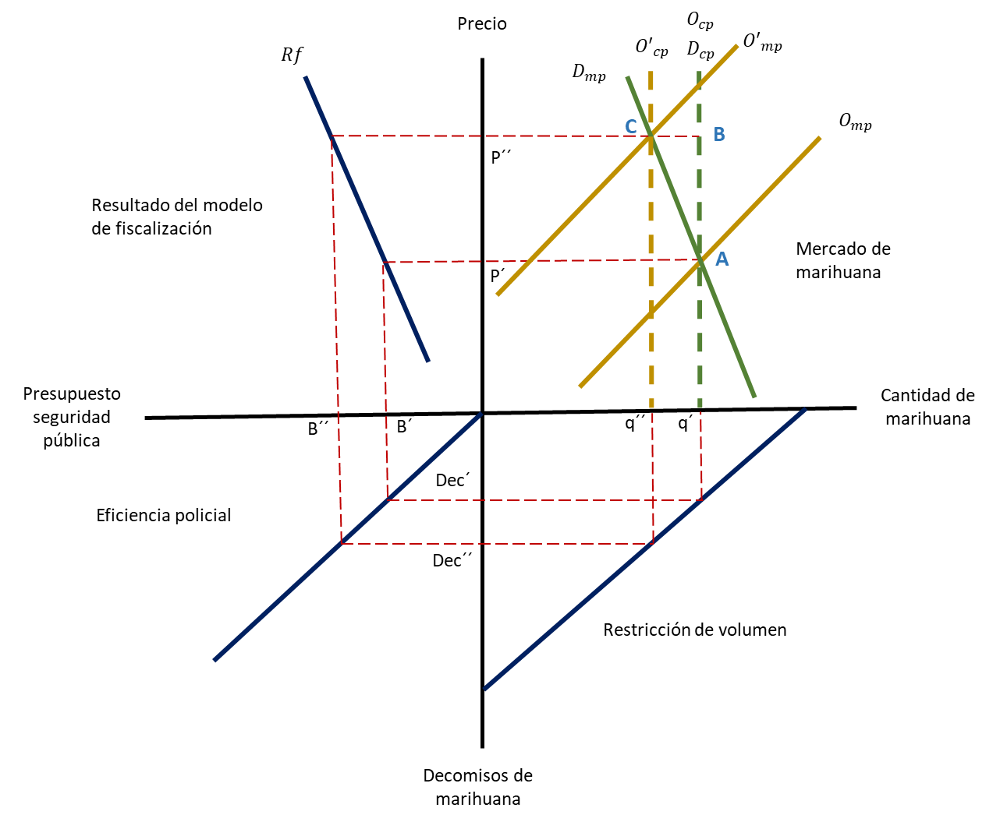 Precio
O_cp
O'_cp
D_cp
O'_mp
Rf
D_mp
O_mp
C
B
P´´
Resultado del modelo
de fiscalización
Mercado de
marihuana
A
P´
Presupuesto
seguridad
pública
Cantidad de
marihuana
B´´
B´
q´´
q´
Dec´
Eficiencia policial
Dec´´
Restricción de volumen
Decomisos de
marihuana